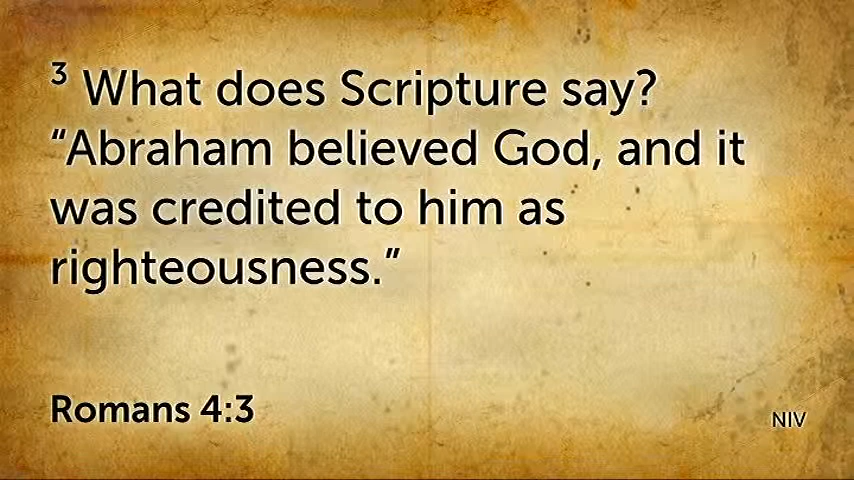 ³ What does Scripture say?
“Abraham believed God, and it
was credited to him as
righteousness.”
Romans 4:3
NIV